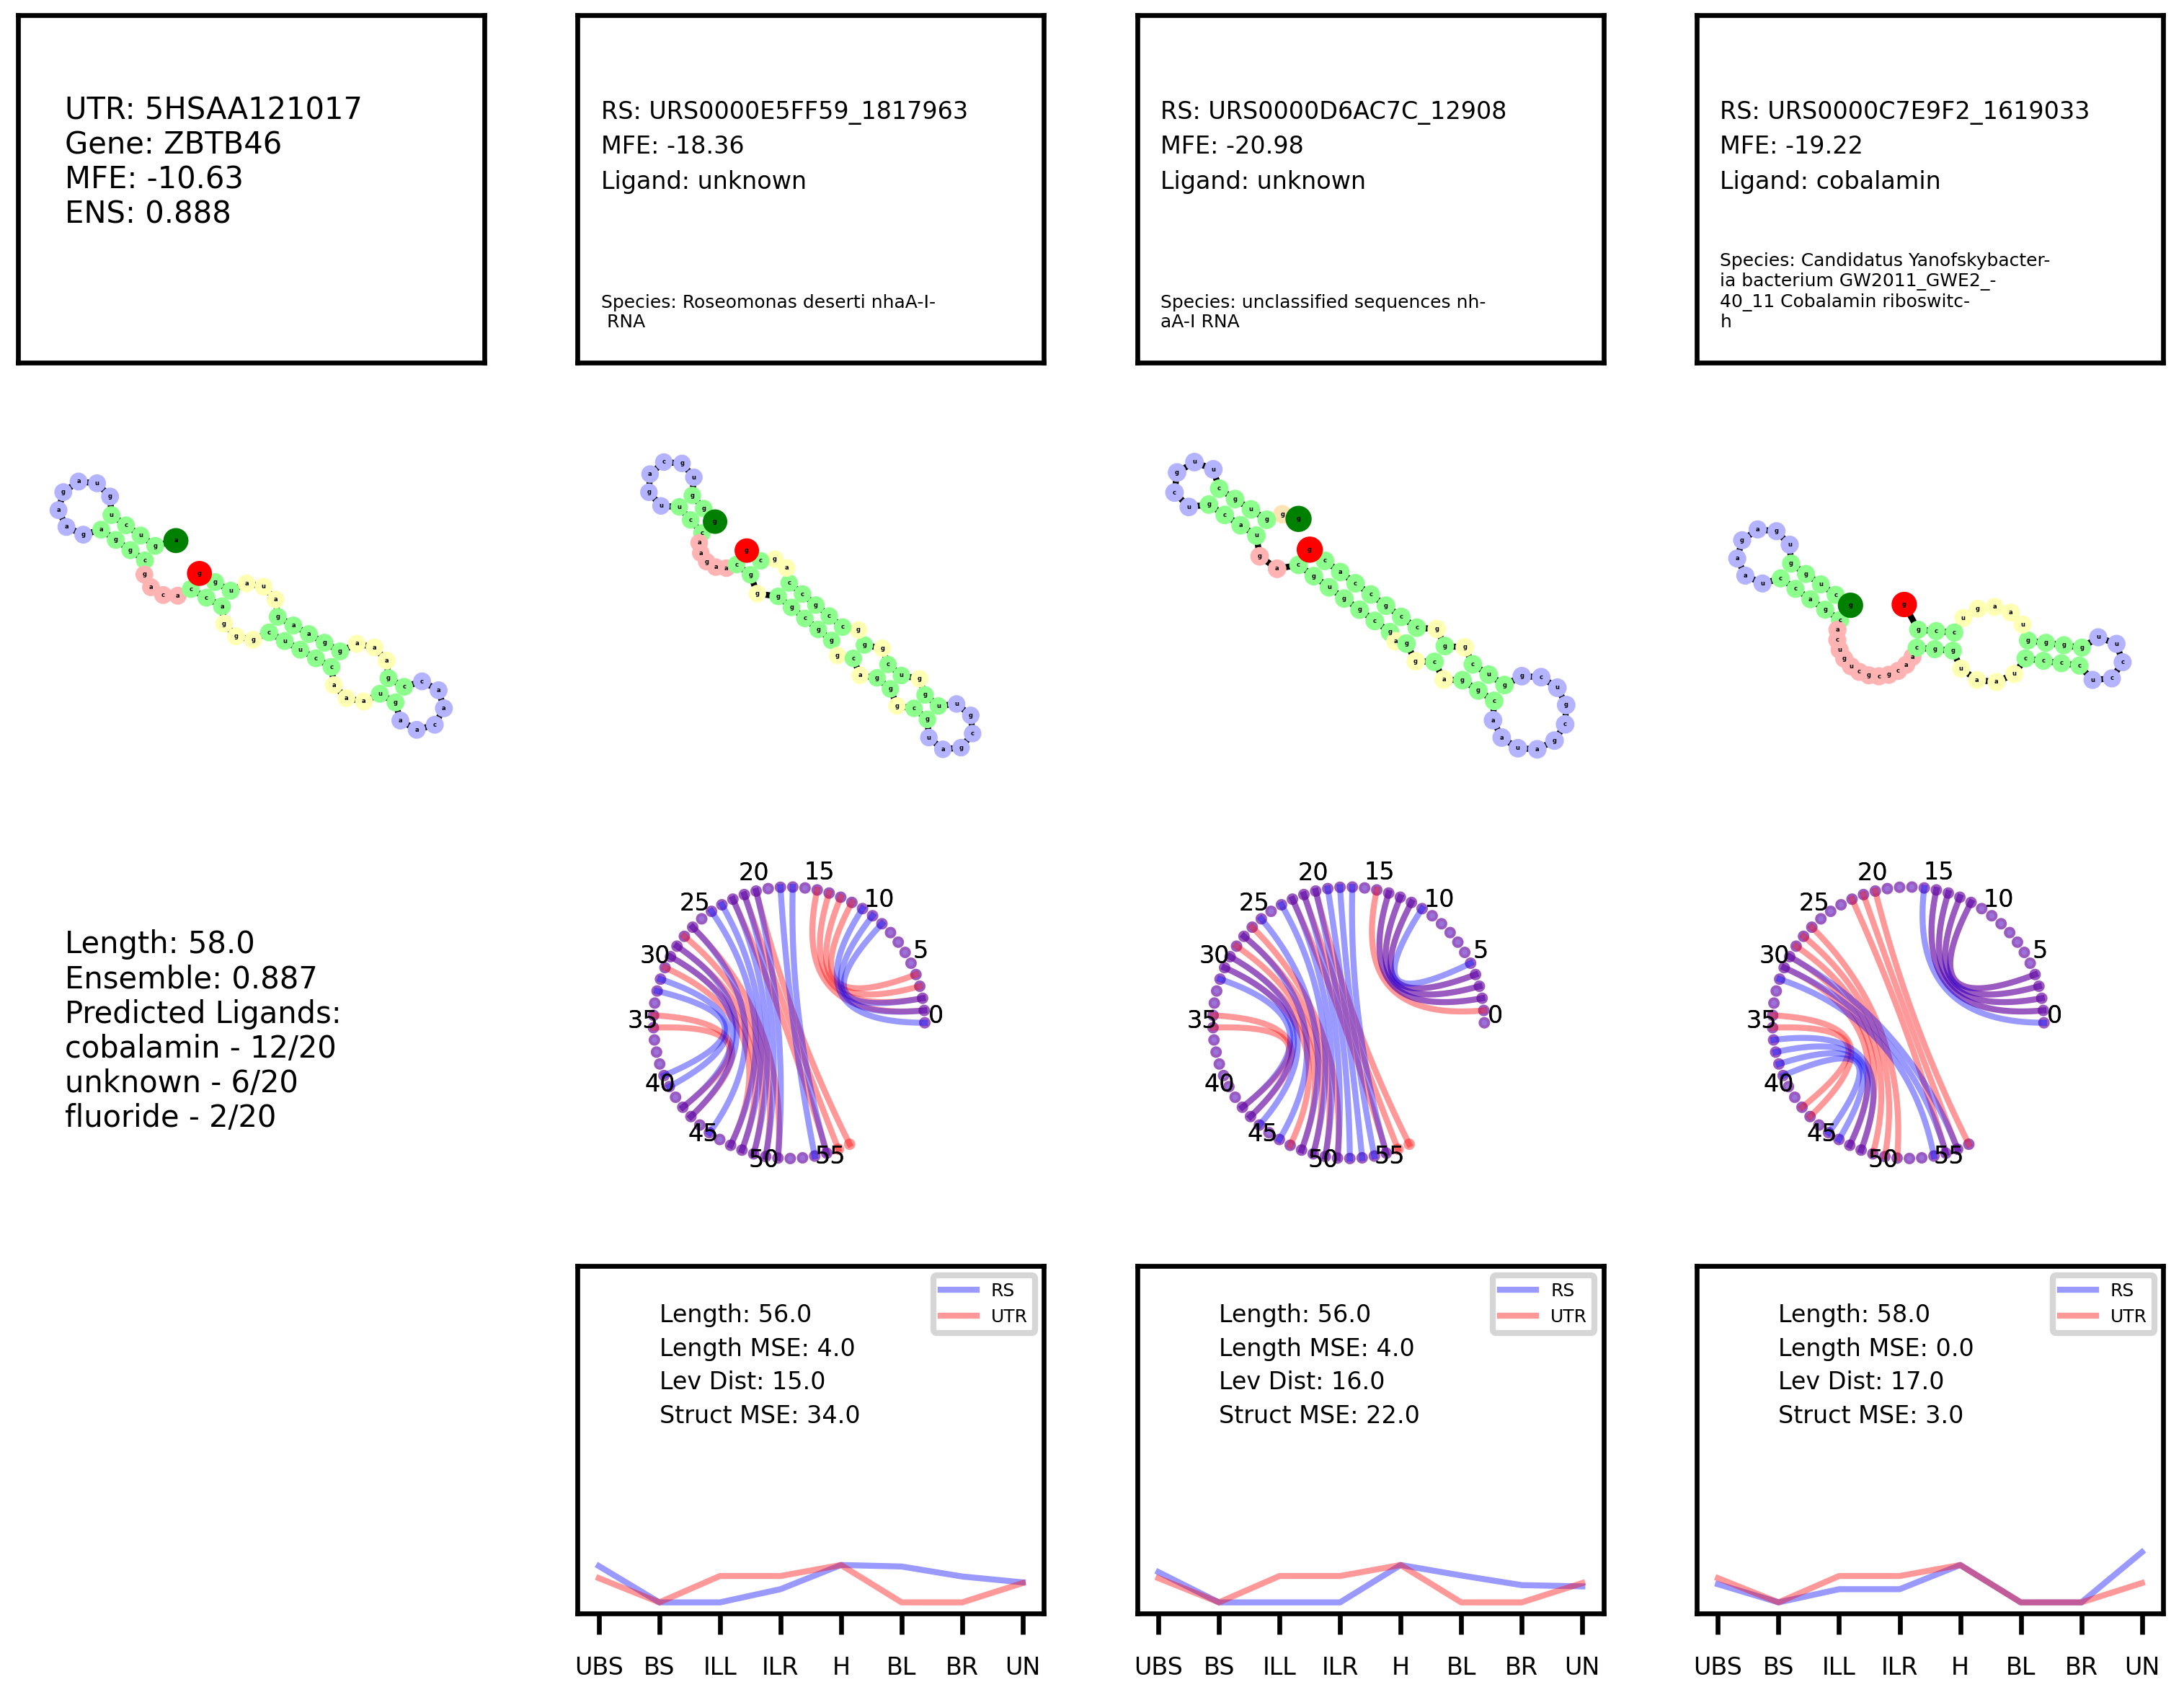 UTR: 5HSAA121017
Gene: ZBTB46
MFE: -10.63
ENS: 0.888
RS: URS0000E5FF59_1817963
MFE: -18.36
Ligand: unknown
Species: Roseomonas deserti nhaA-I-
RNA
RS: URS0000D6AC7C_12908
MFE: -20.98
Ligand: unknown
Species: unclassified sequences nh-
aA-I RNA
RS: URS0000C7E9F2_1619033
MFE: -19.22
Ligand: cobalamin
Species: Candidatus Yanofskybacter-
ia bacterium GW2011_GWE2_-
40_11 Cobalamin riboswitc-
h
Length: 58.0
Ensemble: 0.887
Predicted Ligands:
cobalamin - 12/20
unknown - 6/20
fluoride - 2/20
0
5
10
15
20
25
30
35
40
45
50
55
0
5
10
15
20
25
30
35
40
45
50
55
0
5
10
15
20
25
30
35
40
45
50
55
RS
UTR
Length: 56.0
Length MSE: 4.0
Lev Dist: 15.0
Struct MSE: 34.0
UBS BS ILL ILR H BL BR UN
RS
UTR
Length: 56.0
Length MSE: 4.0
Lev Dist: 16.0
Struct MSE: 22.0
UBS BS ILL ILR H BL BR UN
RS
UTR
Length: 58.0
Length MSE: 0.0
Lev Dist: 17.0
Struct MSE: 3.0
UBS BS ILL ILR H BL BR UN